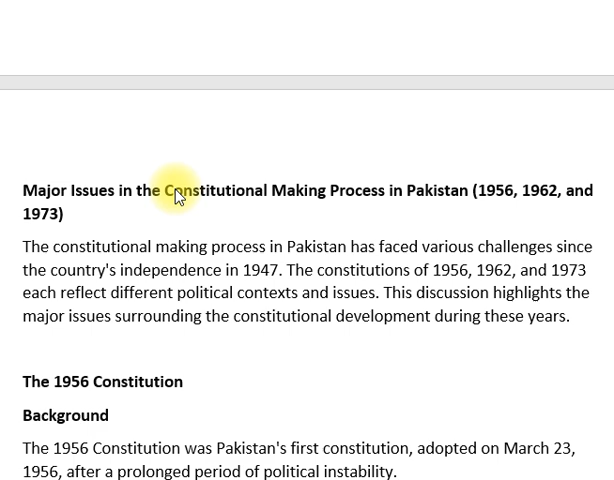 Major Issues in the Constitutional Making Process in Pakistan (1956, 1962, and
1973)
The constitutional making process in Pakistan has faced various challenges since
the country's independence in 1947. The constitutions of 1956, 1962, and 1973
each reflect different political contexts and issues. This discussion highlights the
major issues surrounding the constitutional development during these years.
The 1956 Constitution
Background
The 1956 Constitution was Pakistan's first constitution, adopted on March 23,
1956, after a prolonged period of political instability.